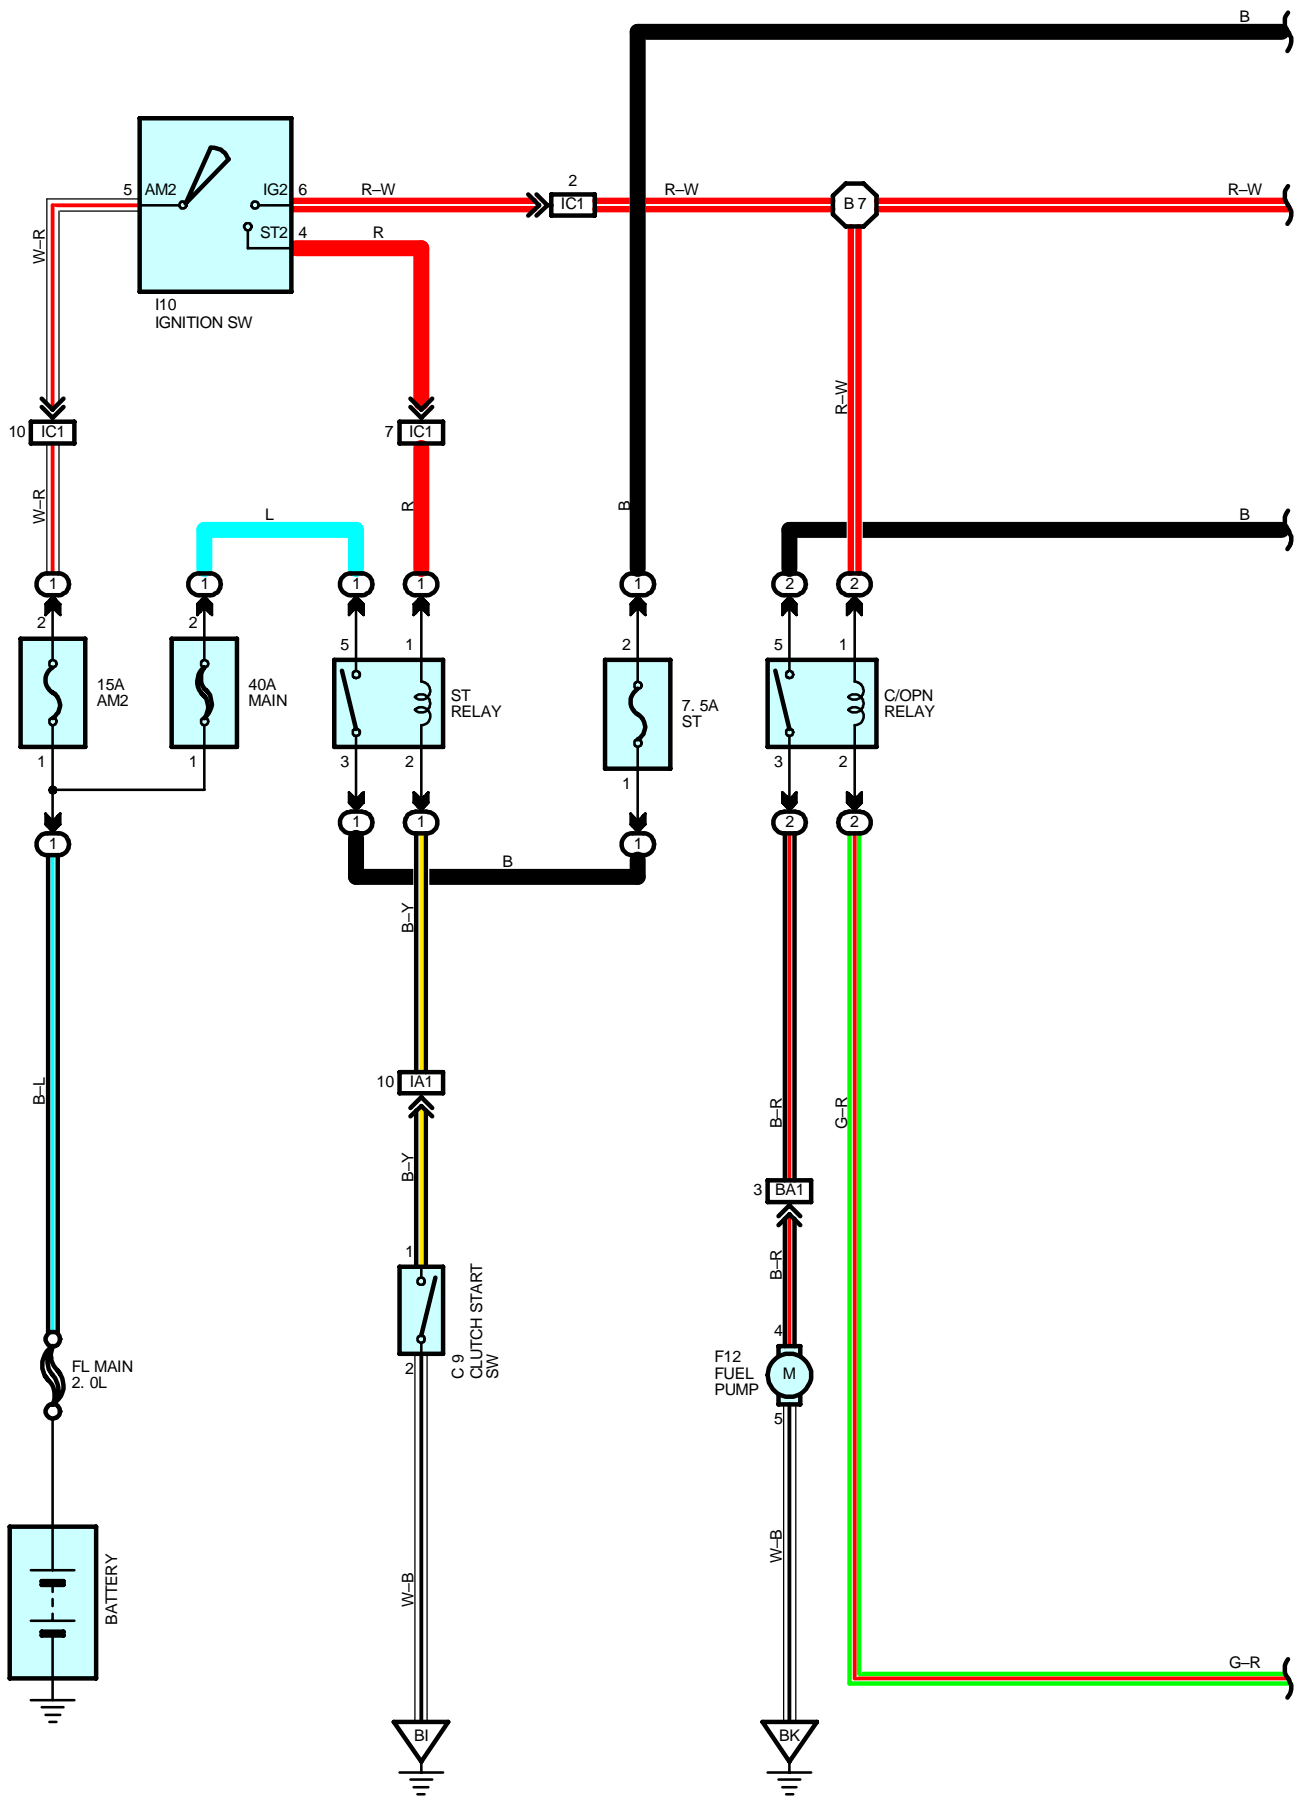 B
5
AM2
IG2
6
R–W
2
IC1
R–W
B 7
R–W
ST2
4
R
W–R
I10
IGNITION SW
R–W
10
IC1
7
IC1
W–R
L
R
B
B
1
1
1
1
1
2
2
2
2
5
1
2
5
1
15A
AM2
40A
MAIN
ST
RELAY
7. 5A
ST
C/OPN
RELAY
1
1
3
2
1
3
2
1
1
1
1
2
2
B
B–Y
B–L
10
IA1
B–R
G–R
B–Y
3
BA1
B–R
1
C 9
CLUTCH START
SW
2
4
F12
FUEL
PUMP
M
5
FL MAIN
2. 0L
BATTERY
W–B
W–B
G–R
BI
BK